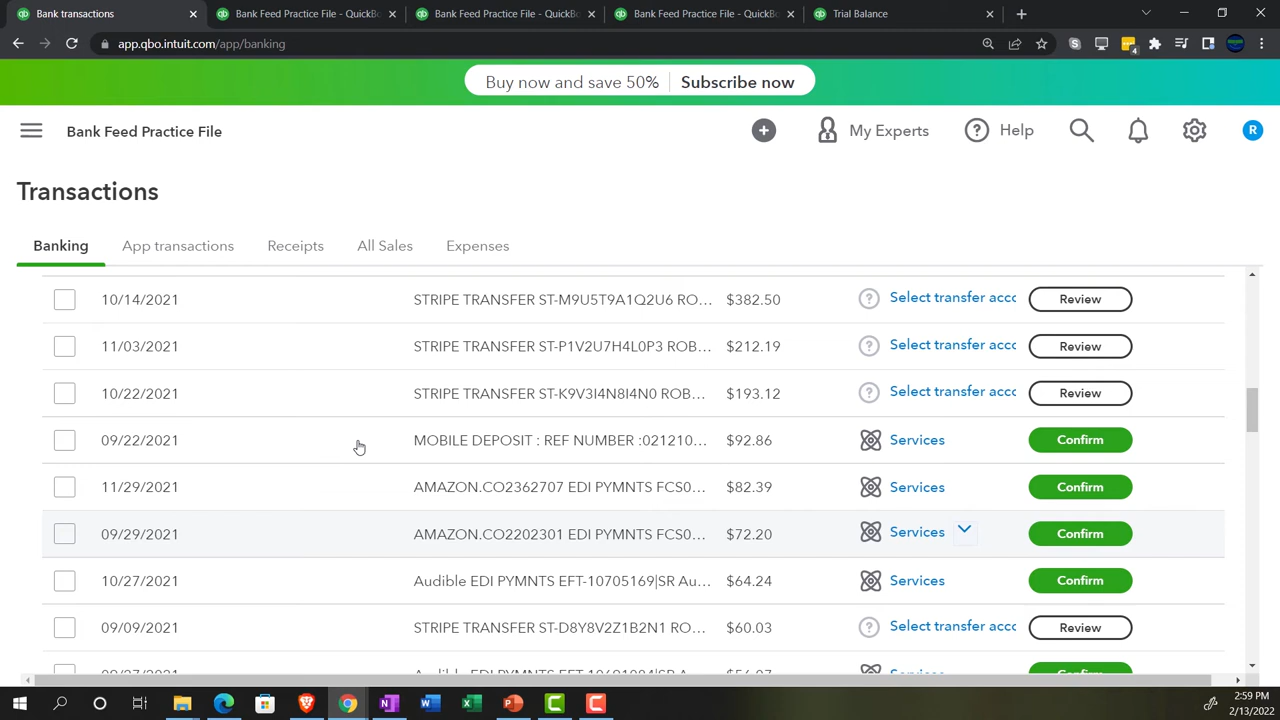 Bank transactions
Bank Feed Practice File - QuickBo
Bank Feed Practice File - QuickBo
Bank Feed Practice File - QuickBo
Trial Balance
app.qbo.intuit.com/app/banking
4
Buy now and save 50% Subscribe now
Bank Feed Practice File
My Experts
Help
R
Transactions
Banking App transactions Receipts All Sales Expenses
10/14/2021 STRIPE TRANSFER ST-M9U5T9A1Q2U6 RO... $382.50 Select transfer acco Review
11/03/2021 STRIPE TRANSFER ST-P1V2U7H4L0P3 ROB... $212.19 Select transfer acco Review
10/22/2021 STRIPE TRANSFER ST-K9V3I4N8I4N0 ROB... $193.12 Select transfer acco Review
09/22/2021 MOBILE DEPOSIT : REF NUMBER :021210... $92.86 Services Confirm
11/29/2021 AMAZON.CO2362707 EDI PYMNTS FCS0... $82.39 Services Confirm
09/29/2021 AMAZON.CO2202301 EDI PYMNTS FCS0... $72.20 Services Confirm
10/27/2021 Audible EDI PYMNTS EFT-10705169|SR Au... $64.24 Services Confirm
09/09/2021 STRIPE TRANSFER ST-D8Y8V2Z1B2N1 RO... $60.03 Select transfer acco Review
2:59 PM
2/13/2022